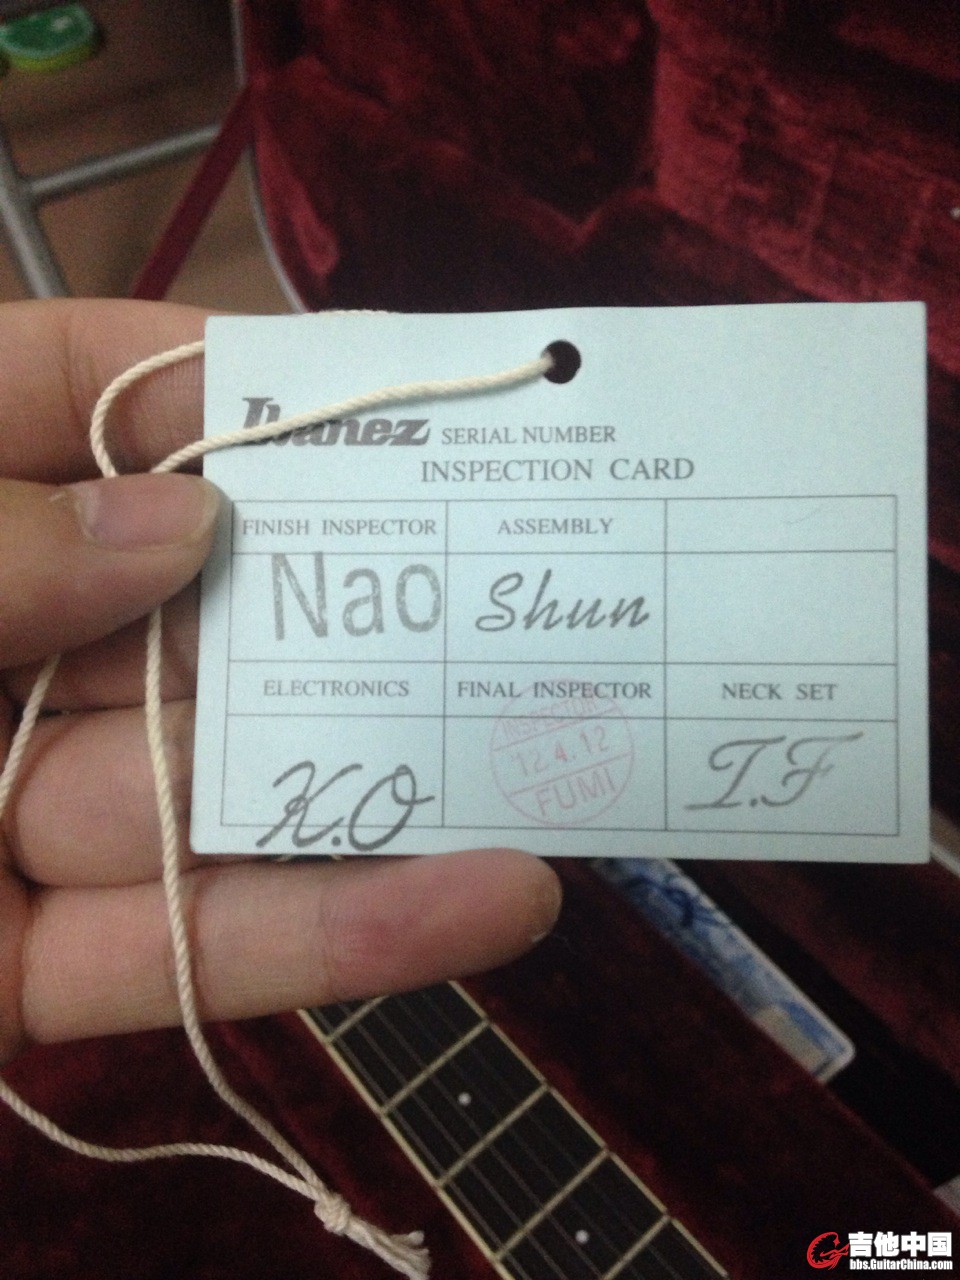 Ibanez SERIAL NUMBER
INSPECTION CARD
FINISH INSPECTOR ASSEMBLY
Nao Shun
ELECTRONICS FINAL INSPECTOR NECK SET
K.O
INSPECTOR
'12.4.12
FUMI
T.F
吉他中国
bbs.GuitarChina.com